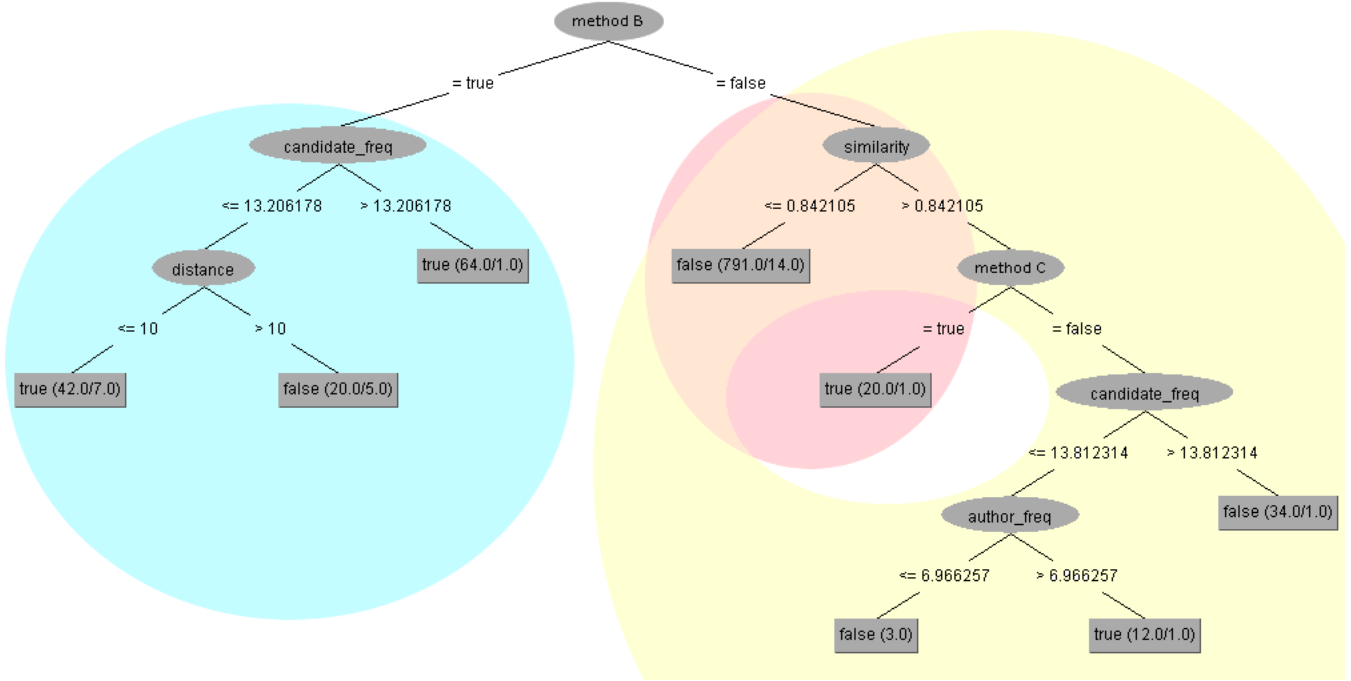 method B
= true
= false
candidate_freq
similarity
<= 13.206178
> 13.206178
<= 0.842105
> 0.842105
distance
true (64.0/1.0)
false (791.0/14.0)
method C
<= 10
> 10
= true
= false
true (42.0/7.0)
false (20.0/5.0)
true (20.0/1.0)
candidate_freq
<= 13.812314
> 13.812314
author_freq
false (34.0/1.0)
<= 6.966257
> 6.966257
false (3.0)
true (12.0/1.0)